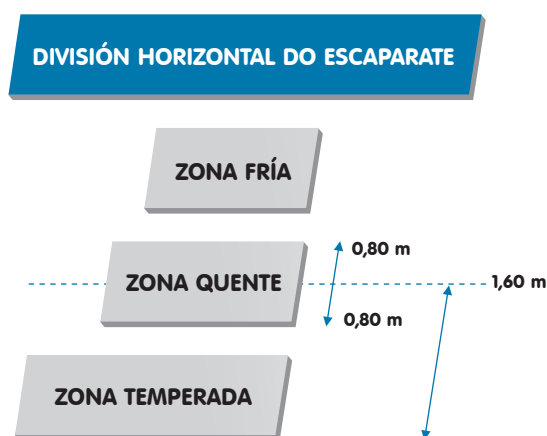 DIVISIÓN HORIZONTAL DO ESCAPARATE
ZONA FRÍA
0,80 m
ZONA QUENTE
1,60 m
0,80 m
ZONA TEMPERADA